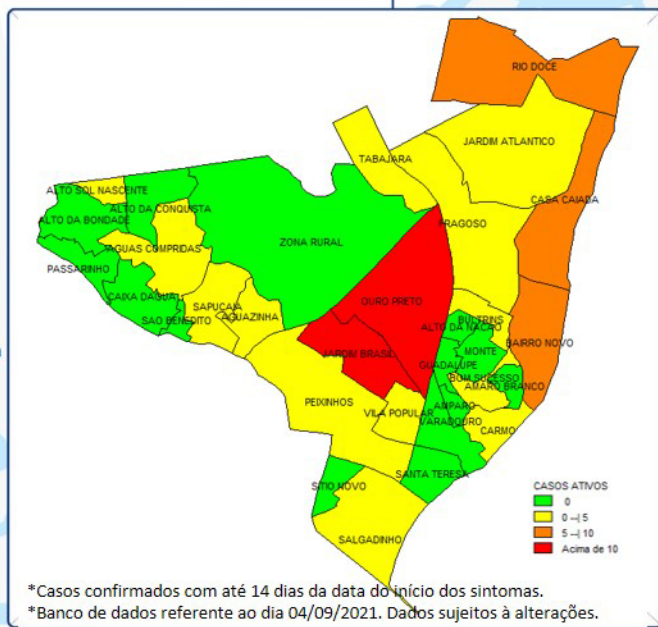 RIO DOCE
JARDIM ATLANTICO
TABAJARA
ALTO SOL NASCENTE
CASA CAIADA
ALTO DA CONQUISTA
ALTO DA BONDADE
FRAGOSO
ZONA RURAL
AGUAS COMPRIDAS
PASSARINHO
CAIXA DAGUA
OURO PRETO
SAPUCAIA
AGUAZINHA
SAO BENEDITO
BULTRINS
ALTO DA NACAO
BAIRRO NOVO
MONTE
JARDIM BRASIL
GUADALUPE
BOM SUCESSO
AMARO BRANCO
PEIXINHOS
AMPARO
VILA POPULAR
VARADOURO
CARMO
SANTA TERESA
SITIO NOVO
SALGADINHO
CASOS ATIVOS
0
0 --| 5
5 --| 10
Acima de 10
*Casos confirmados com até 14 dias da data do início dos sintomas.
*Banco de dados referente ao dia 04/09/2021. Dados sujeitos à alterações.